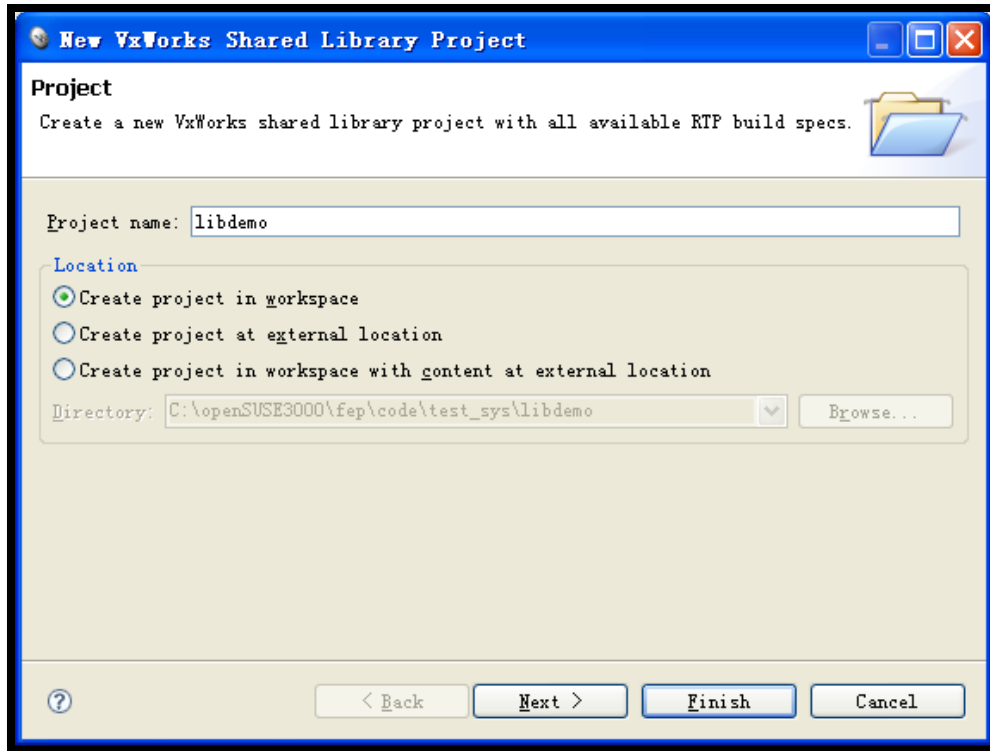 New VxWorks Shared Library Project
Project
Create a new VxWorks shared library project with all available RTP build specs.
Project name: libdemo
Location
Create project in workspace
Create project at external location
Create project in workspace with content at external location
Directory: C:\openSUSE3000\fep\code\test_sys\libdemo Browse...
? < Back Next > Finish Cancel